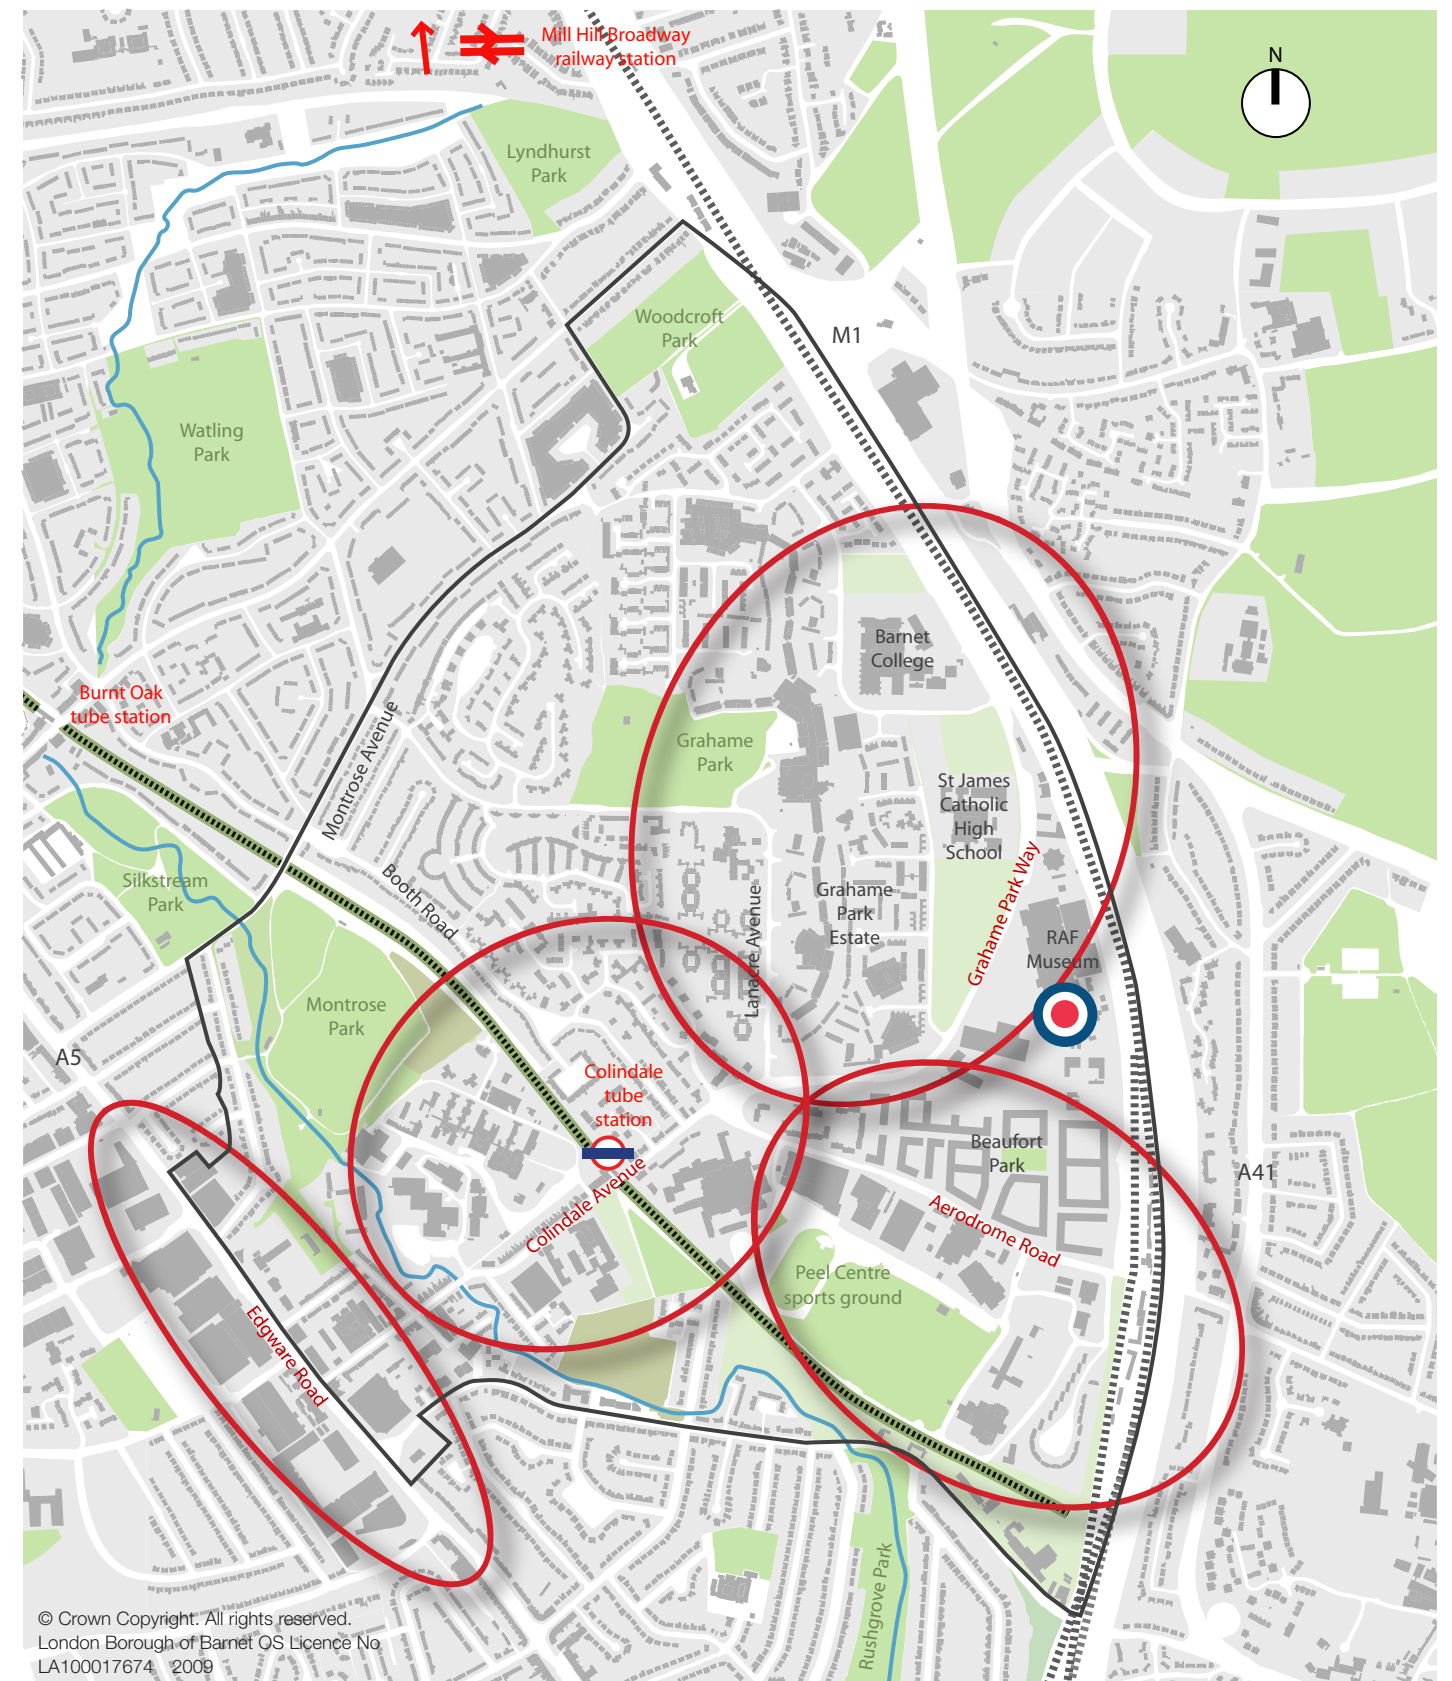 Mill Hill Broadway
railway station
N
Lyndhurst
Park
Woodcroft
Park
M1
Watling
Park
Barnet
College
Burnt Oak
tube station
Montrose Avenue
Grahame
Park
St James
Catholic
High
School
Silkstream
Park
Booth Road
Lanacre Avenue
Grahame
Park
Estate
Grahame Park Way
RAF
Museum
Montrose
Park
A5
Colindale
tube
station
Colindale Avenue
Beaufort
Park
A41
Aerodrome Road
Peel Centre
sports ground
Edgware Road
Rushgrove Park
© Crown Copyright. All rights reserved.
London Borough of Barnet OS Licence No
LA100017674 2009